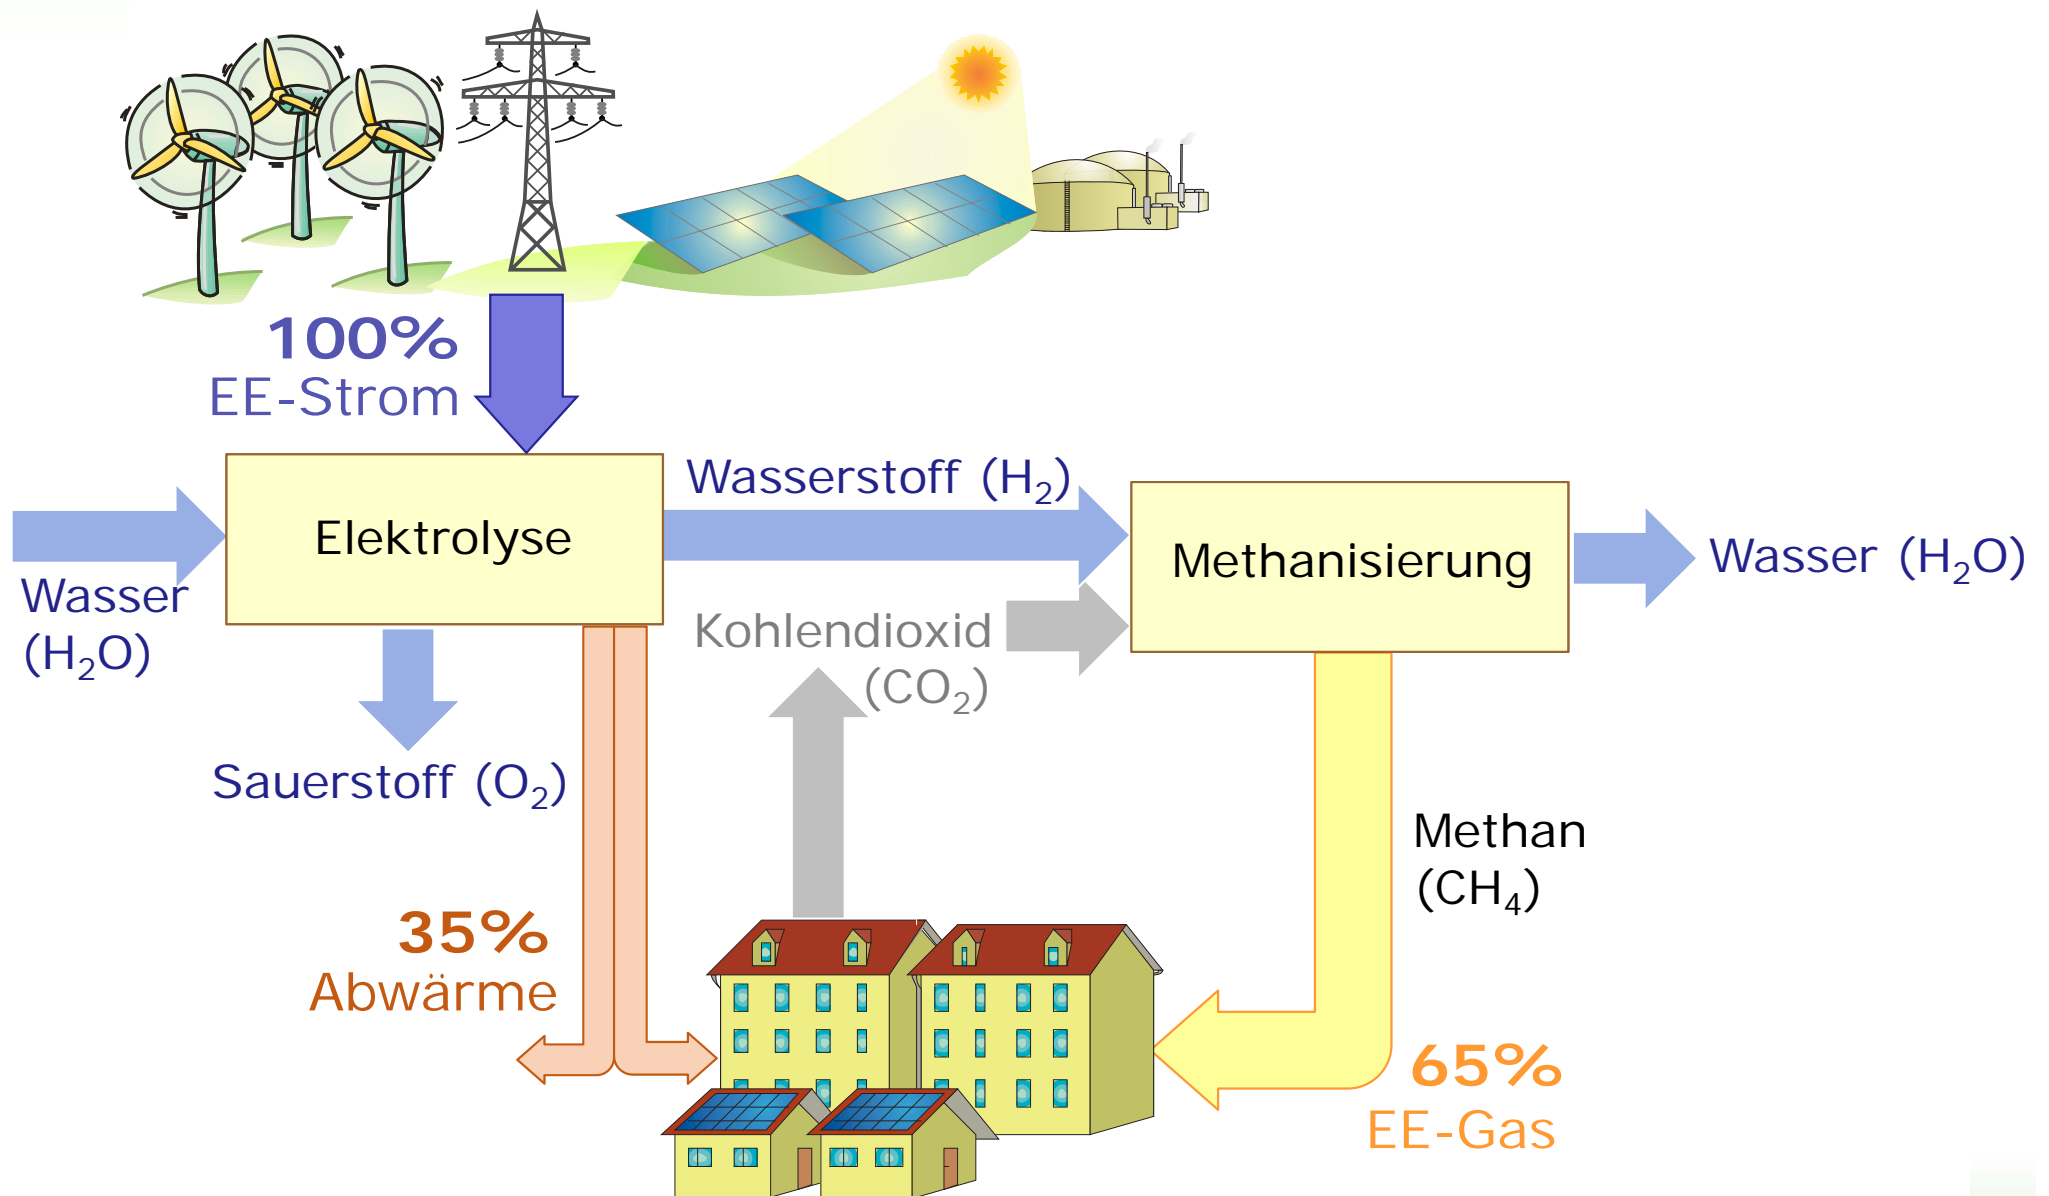 100%
EE-Strom
Wasserstoff (H₂)
Elektrolyse
Methanisierung
Wasser (H₂O)
Wasser
(H₂O)
Kohlendioxid
(CO₂)
Sauerstoff (O₂)
Methan
(CH₄)
35%
Abwärme
65%
EE-Gas